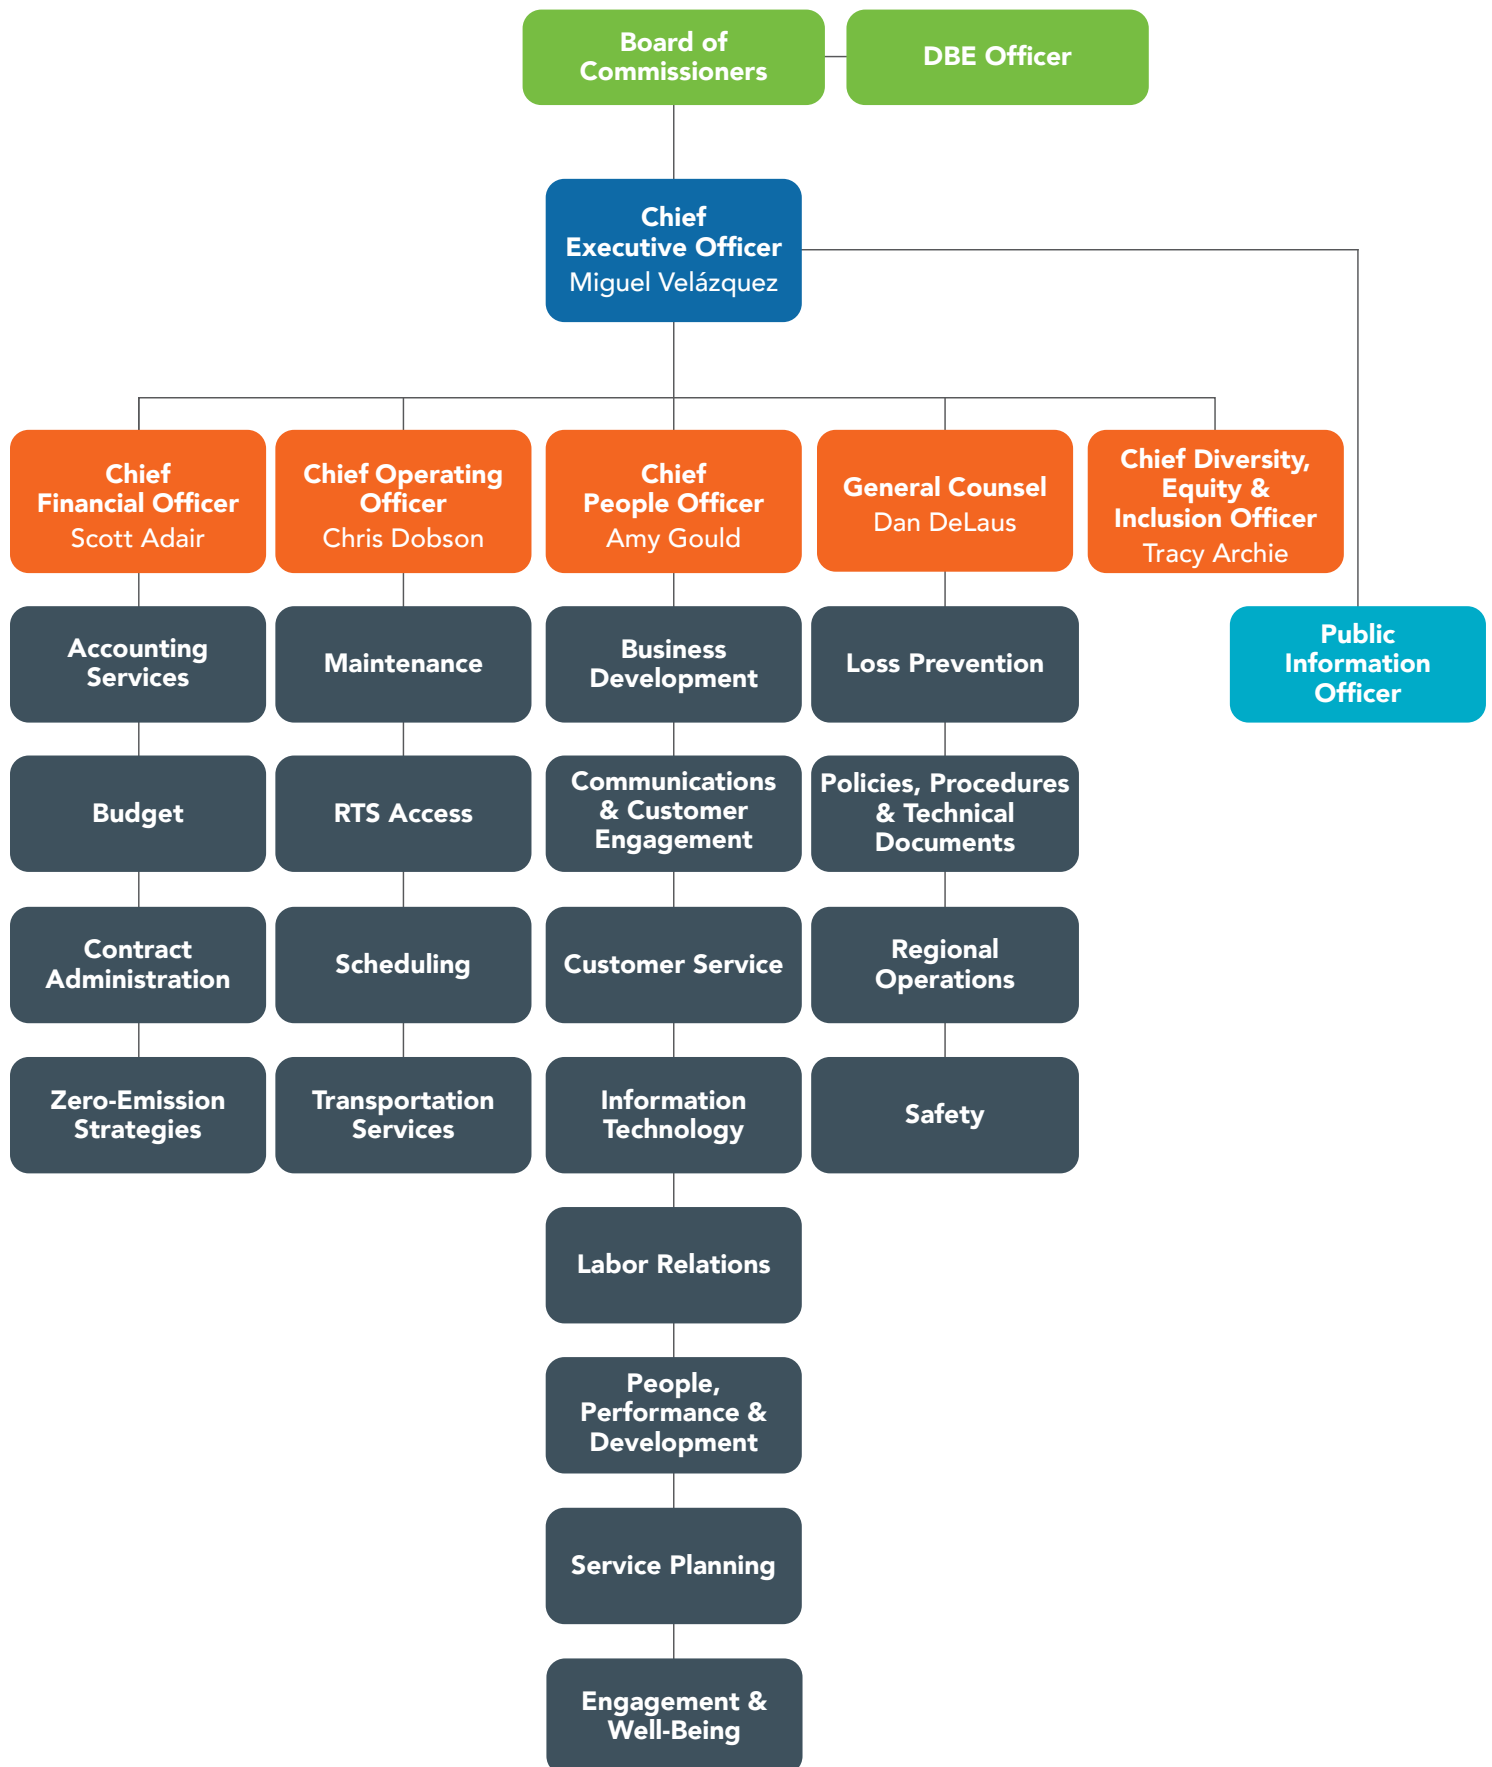 Board of
Commissioners
DBE Officer
Chief
Executive Officer
Miguel Velázquez
Chief
Financial Officer
Scott Adair
Chief Operating
Officer
Chris Dobson
Chief
People Officer
Amy Gould
General Counsel
Dan DeLaus
Chief Diversity,
Equity &
Inclusion Officer
Tracy Archie
Accounting
Services
Maintenance
Business
Development
Loss Prevention
Public
Information
Officer
Budget
RTS Access
Communications
& Customer
Engagement
Policies, Procedures
& Technical
Documents
Contract
Administration
Scheduling
Customer Service
Regional
Operations
Zero-Emission
Strategies
Transportation
Services
Information
Technology
Safety
Labor Relations
People,
Performance &
Development
Service Planning
Engagement &
Well-Being